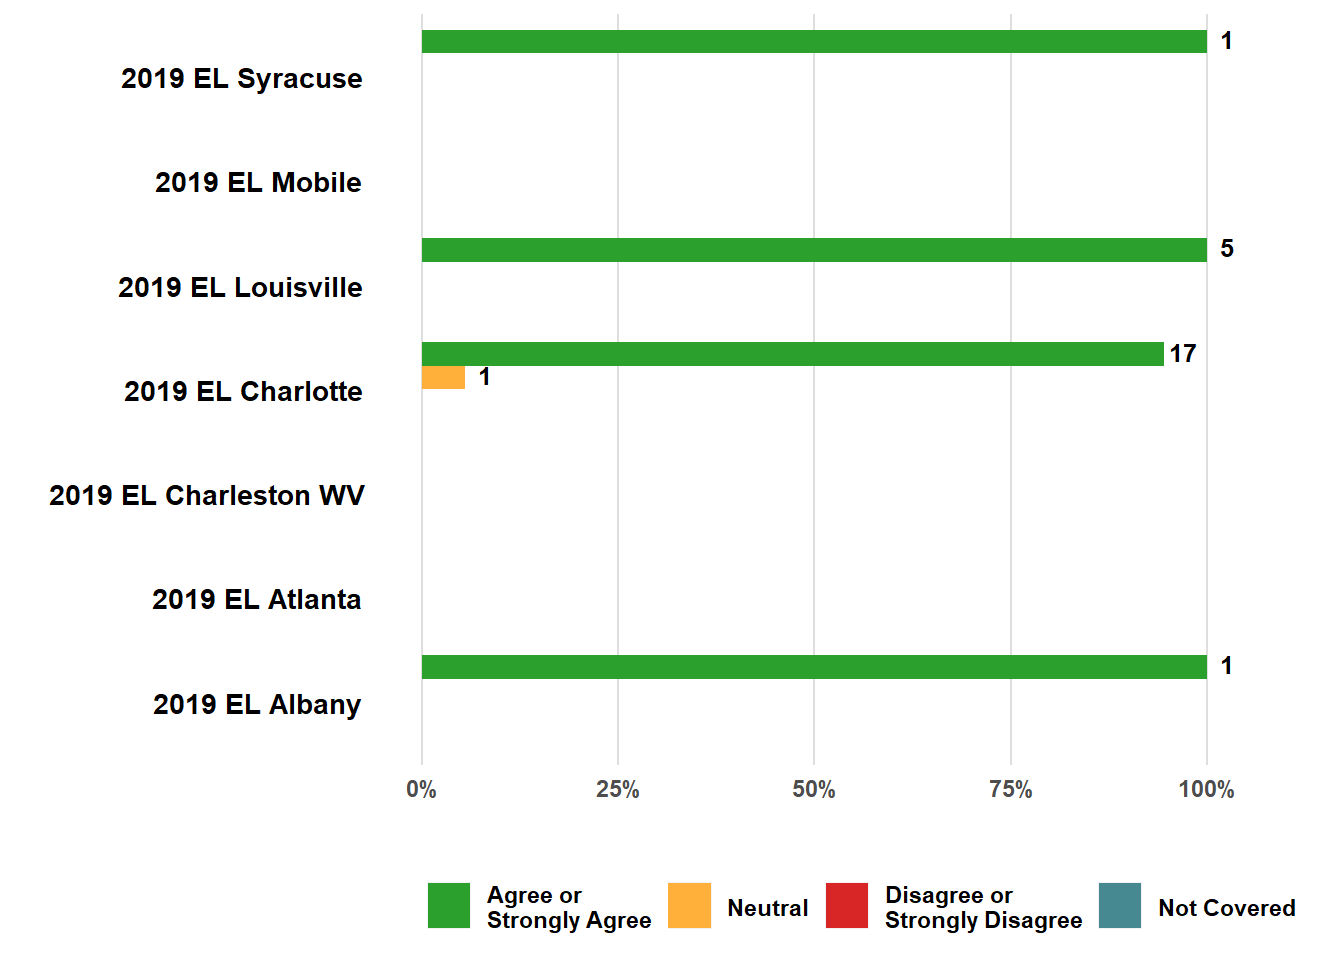 1
2019 EL Syracuse
2019 EL Mobile
5
2019 EL Louisville
17
1
2019 EL Charlotte
2019 EL Charleston WV
2019 EL Atlanta
1
2019 EL Albany
0% 25% 50% 75% 100%
Agree or
Strongly Agree
Neutral
Disagree or
Strongly Disagree
Not Covered